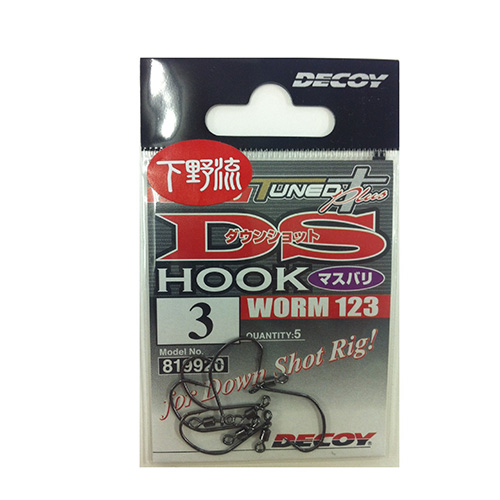 DECOY
下野流
TUNED Plus
DS
ダウンショット
HOOK マスバリ
3
WORM 123
QUANTITY:5
Model No.
819920
for Down Shot Rig!
DECOY